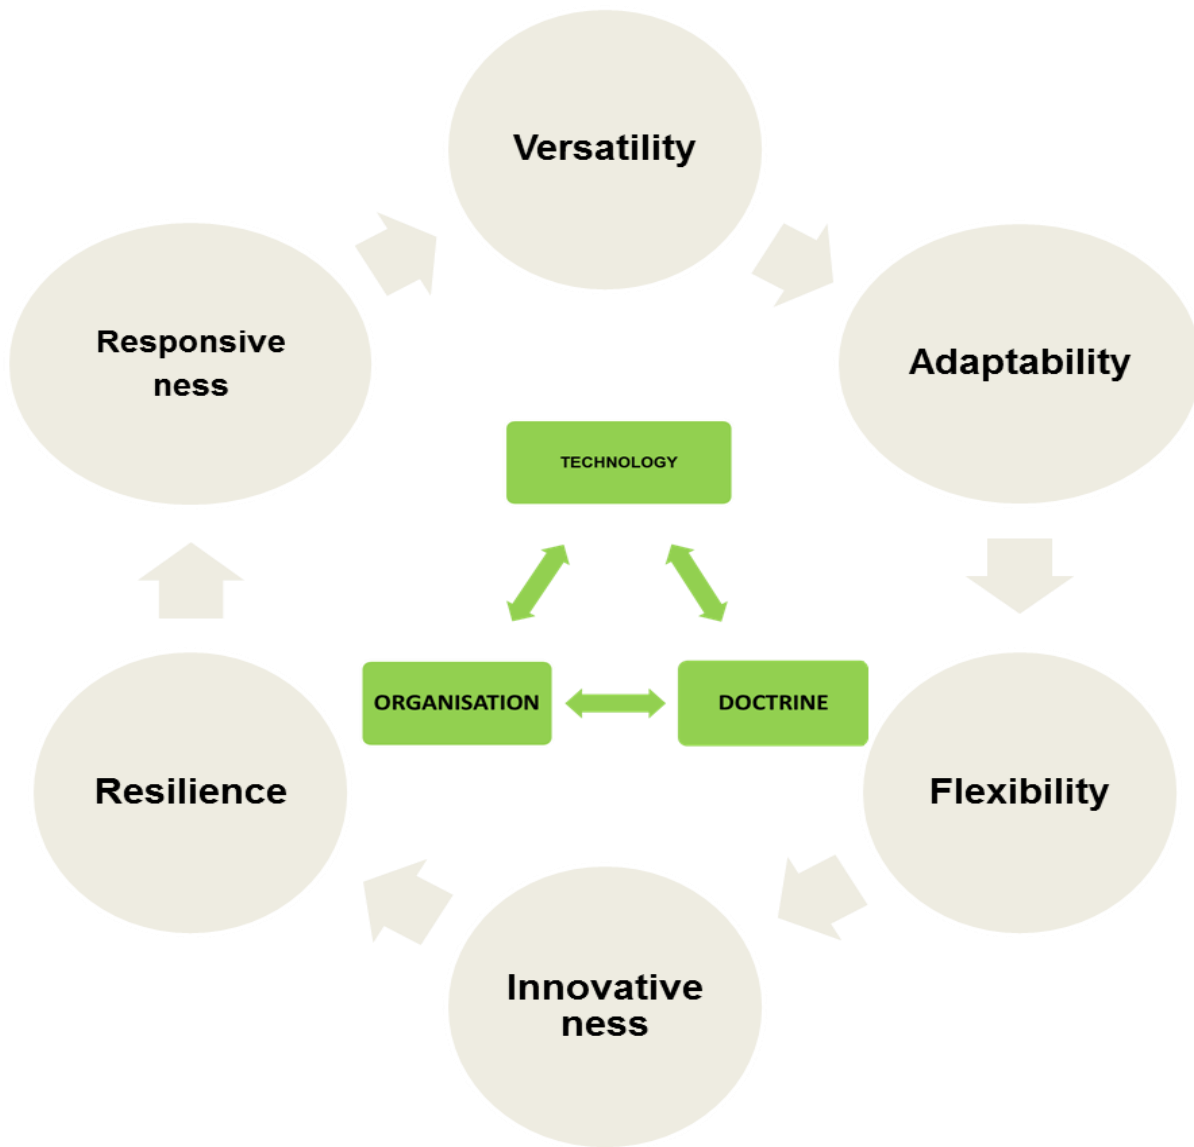 Versatility
Responsive
ness
Adaptability
TECHNOLOGY
ORGANISATION
DOCTRINE
Resilience
Flexibility
Innovative
ness